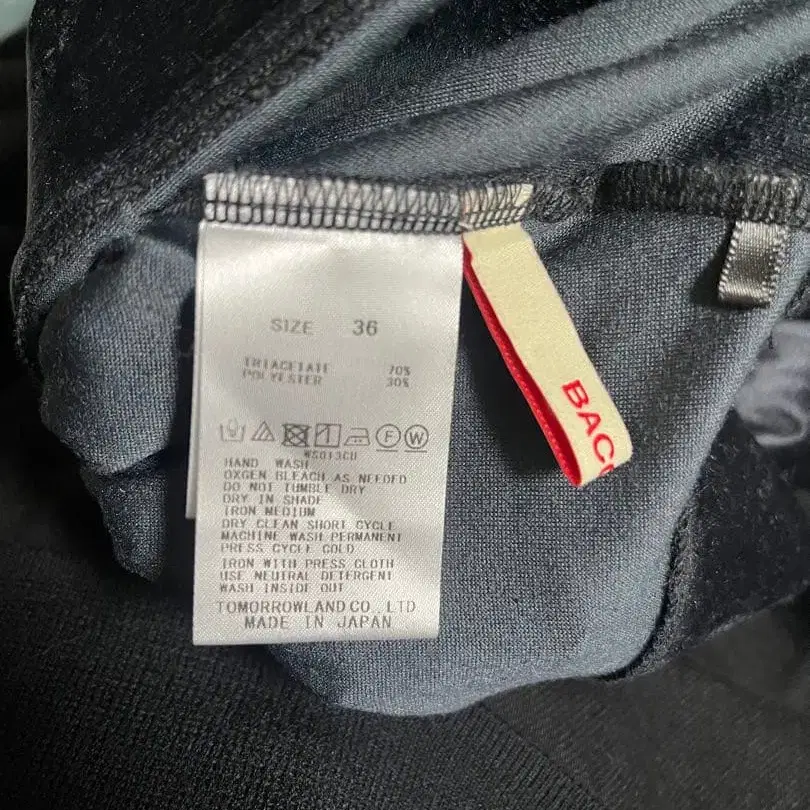 SIZE 36
TRIACETATE 70%
POLYESTER 30%
WS013CU
HAND WASH
OXGEN BLEACH AS NEEDED
DO NOT TUMBLE DRY
DRY IN SHADE
IRON MEDIUM
DRY CLEAN SHORT CYCLE
MACHINE WASH PERMANENT
PRESS CYCLE COLD
IRON WITH PRESS CLOTH
USE NEUTRAL DETERGENT
WASH INSIDE OUT
TOMORROWLAND CO., LTD
MADE IN JAPAN
BAC